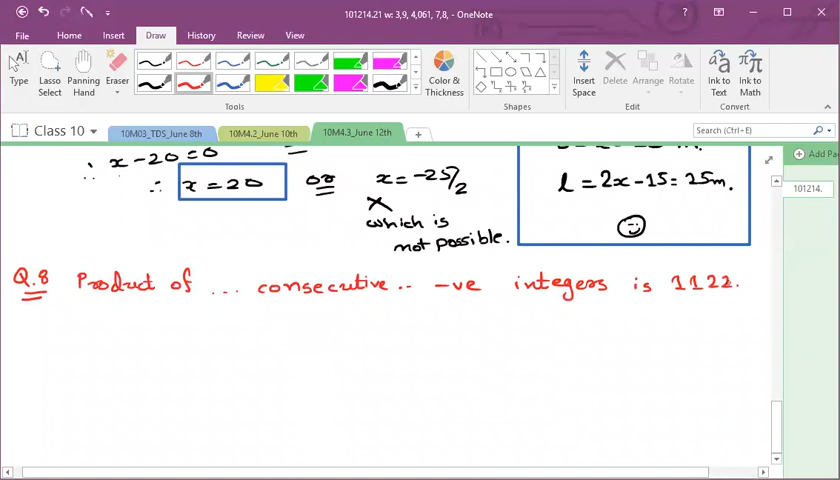 101214.21 w: 3,9, 4,061, 7,8, - OneNote
File Home Insert Draw History Review View
Type Lasso Select Panning Hand Eraser Color & Thickness Insert Space Delete Arrange Rotate Ink to Text Ink to Math
Tools Shapes Edit Convert
Class 10 10M03_TDS_June 8th 10M4.2_June 10th 10M4.3_June 12th Search (Ctrl+E)
Add Pag
101214.
∴ x-20=0
∴ x=20 or x=-25/2
which is
not possible.
l = 2x-15=25m.
Q.8 Product of ... consecutive.. -ve integers is 1122.